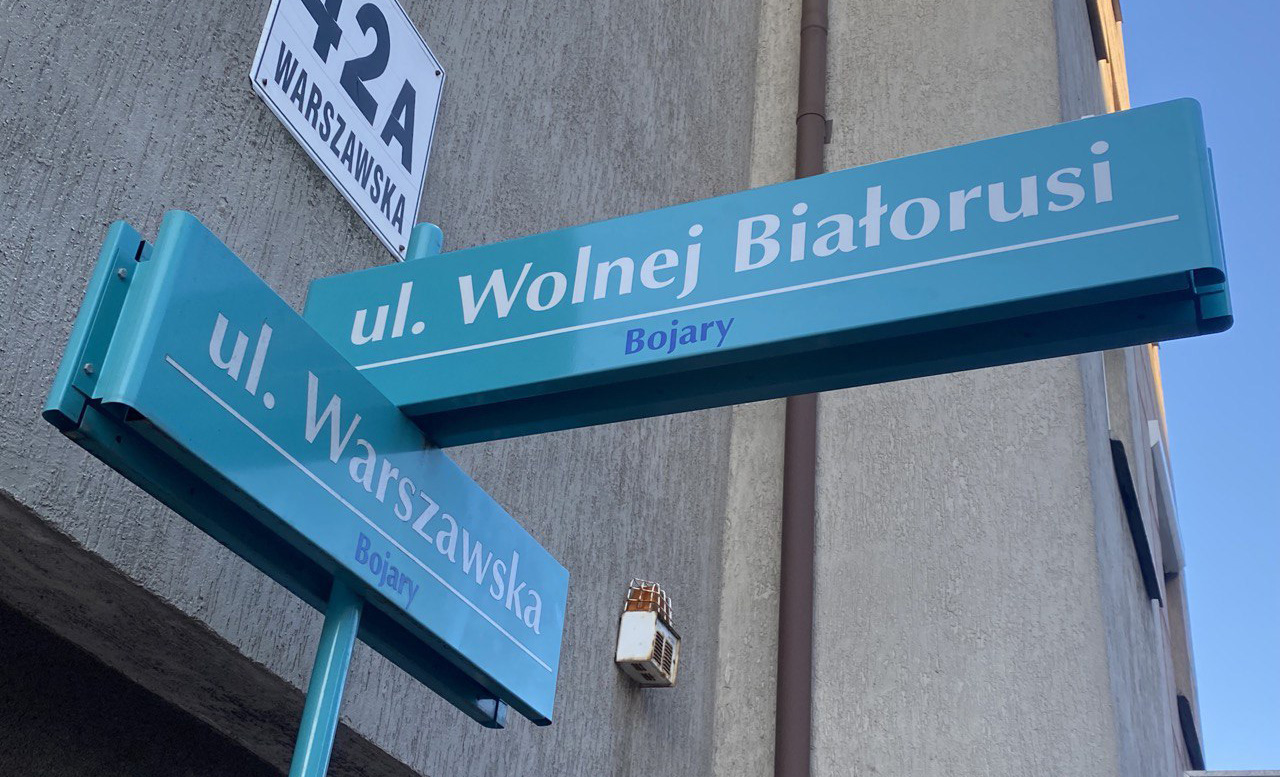 42A
WARSZAWSKA
ul. Wolnej Białorusi
Bojary
ul. Warszawska
Bojary